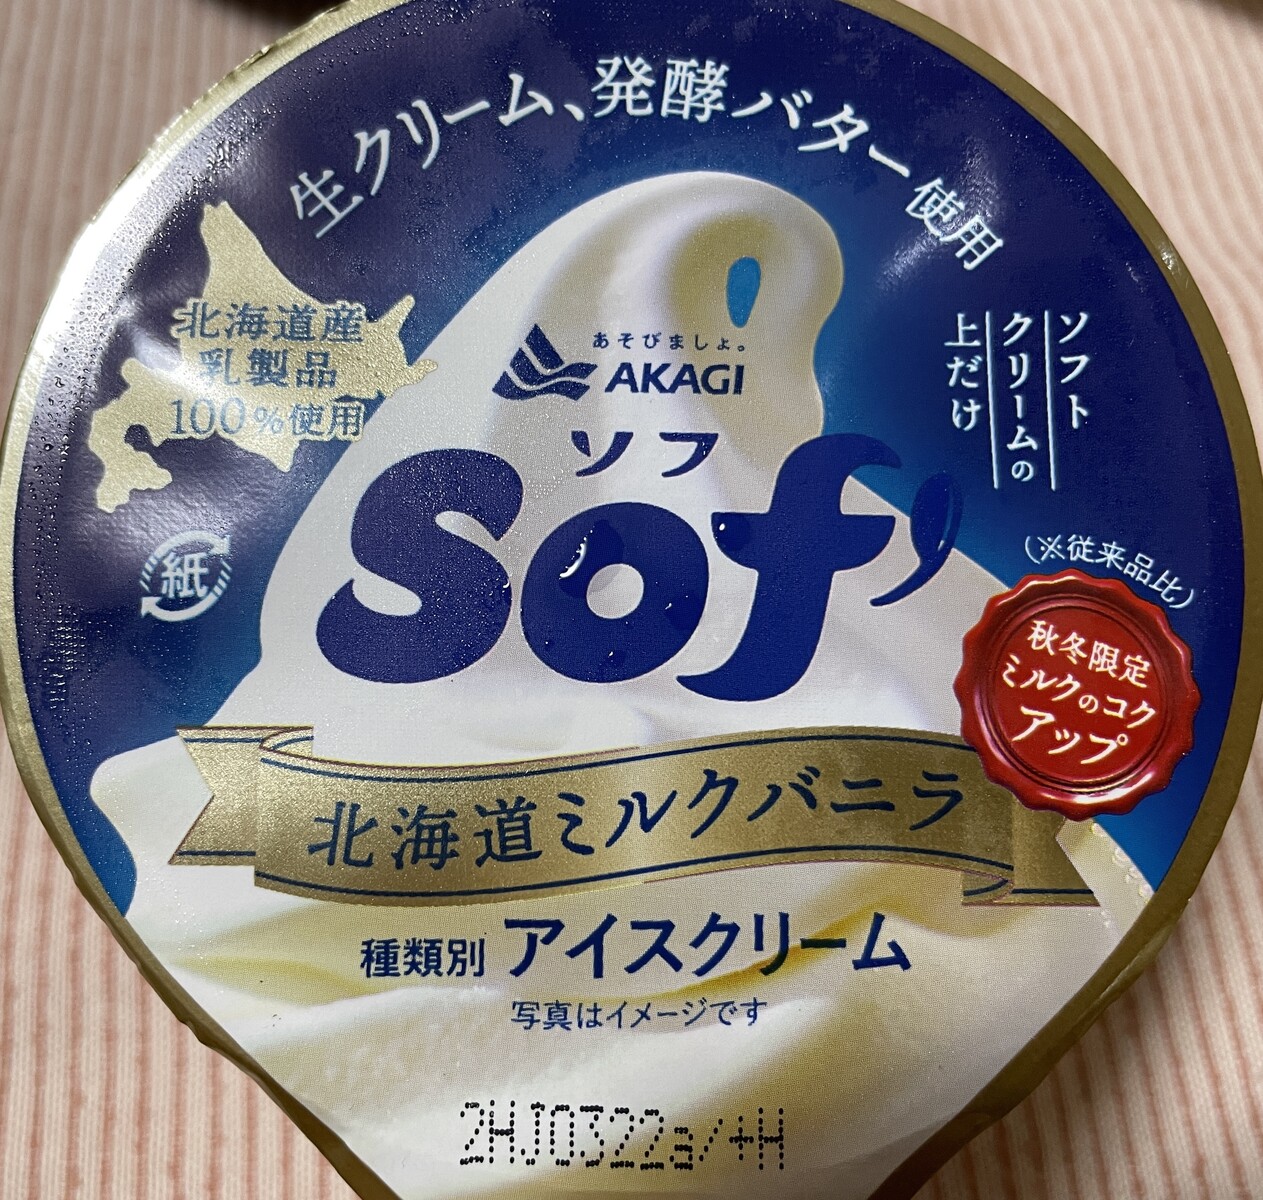 生クリーム、発酵バター使用
北海道産
乳製品
100%使用
あそびましょ。
AKAGI
ソフト
クリームの
上だけ
ソフ
Sof'
紙
(※従来品比)
秋冬限定
ミルクのコク
アップ
北海道ミルクバニラ
種類別 アイスクリーム
写真はイメージです
2HJ0322a/+H